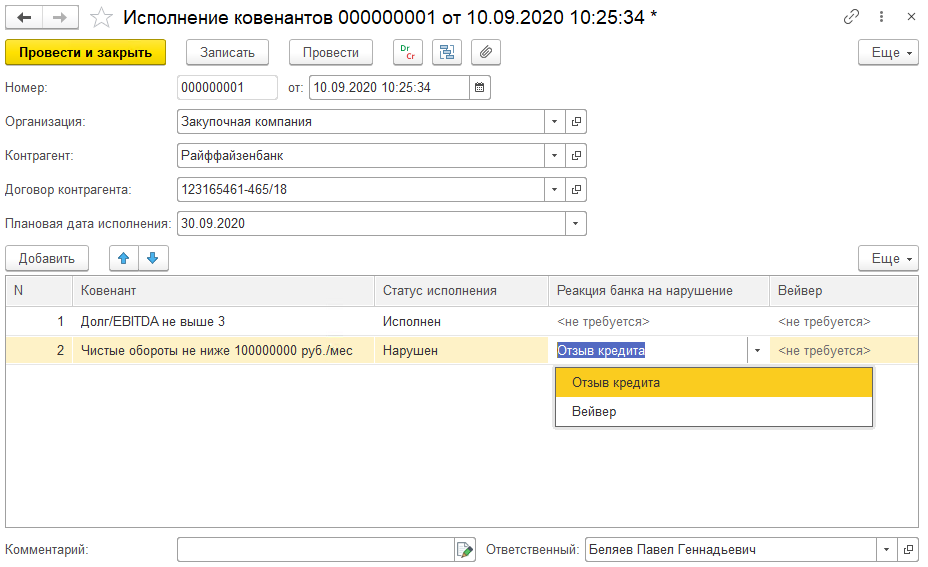 Исполнение ковенантов 000000001 от 10.09.2020 10:25:34 *
Провести и закрыть Записать Провести Dr Cr Еще
Номер: 000000001 от: 10.09.2020 10:25:34
Организация: Закупочная компания
Контрагент: Райффайзенбанк
Договор контрагента: 123165461-465/18
Плановая дата исполнения: 30.09.2020
Добавить Еще
N Ковенант Статус исполнения Реакция банка на нарушение Вейвер
1 Долг/EBITDA не выше 3 Исполнен <не требуется> <не требуется>
2 Чистые обороты не ниже 100000000 руб./мес Нарушен Отзыв кредита <не требуется>
Отзыв кредита
Вейвер
Комментарий: Ответственный: Беляев Павел Геннадьевич